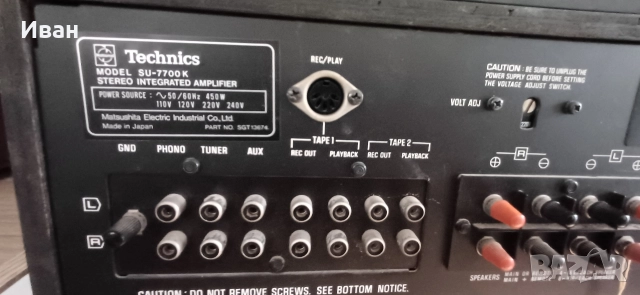 Иван
Technics
MODEL SU-7700K
STEREO INTEGRATED AMPLIFIER
POWER SOURCE : ∿50/60Hz 450W
110V 120V 220V 240V
Matsushita Electric Industrial Co., Ltd.
Made in Japan PART NO. SGT13674
REC/PLAY
CAUTION: BE SURE TO UNPLUG THE
POWER SUPPLY CORD BEFORE SETTING
THE VOLTAGE ADJUST SWITCH.
VOLT ADJ
TAPE 1 TAPE 2
GND PHONO TUNER AUX REC OUT PLAYBACK REC OUT PLAYBACK
R L
⊕ ⊖ ⊖ ⊕
L
R
SPEAKERS
CAUTION: DO NOT REMOVE SCREWS. SEE BOTTOM NOTICE.
BAZAR